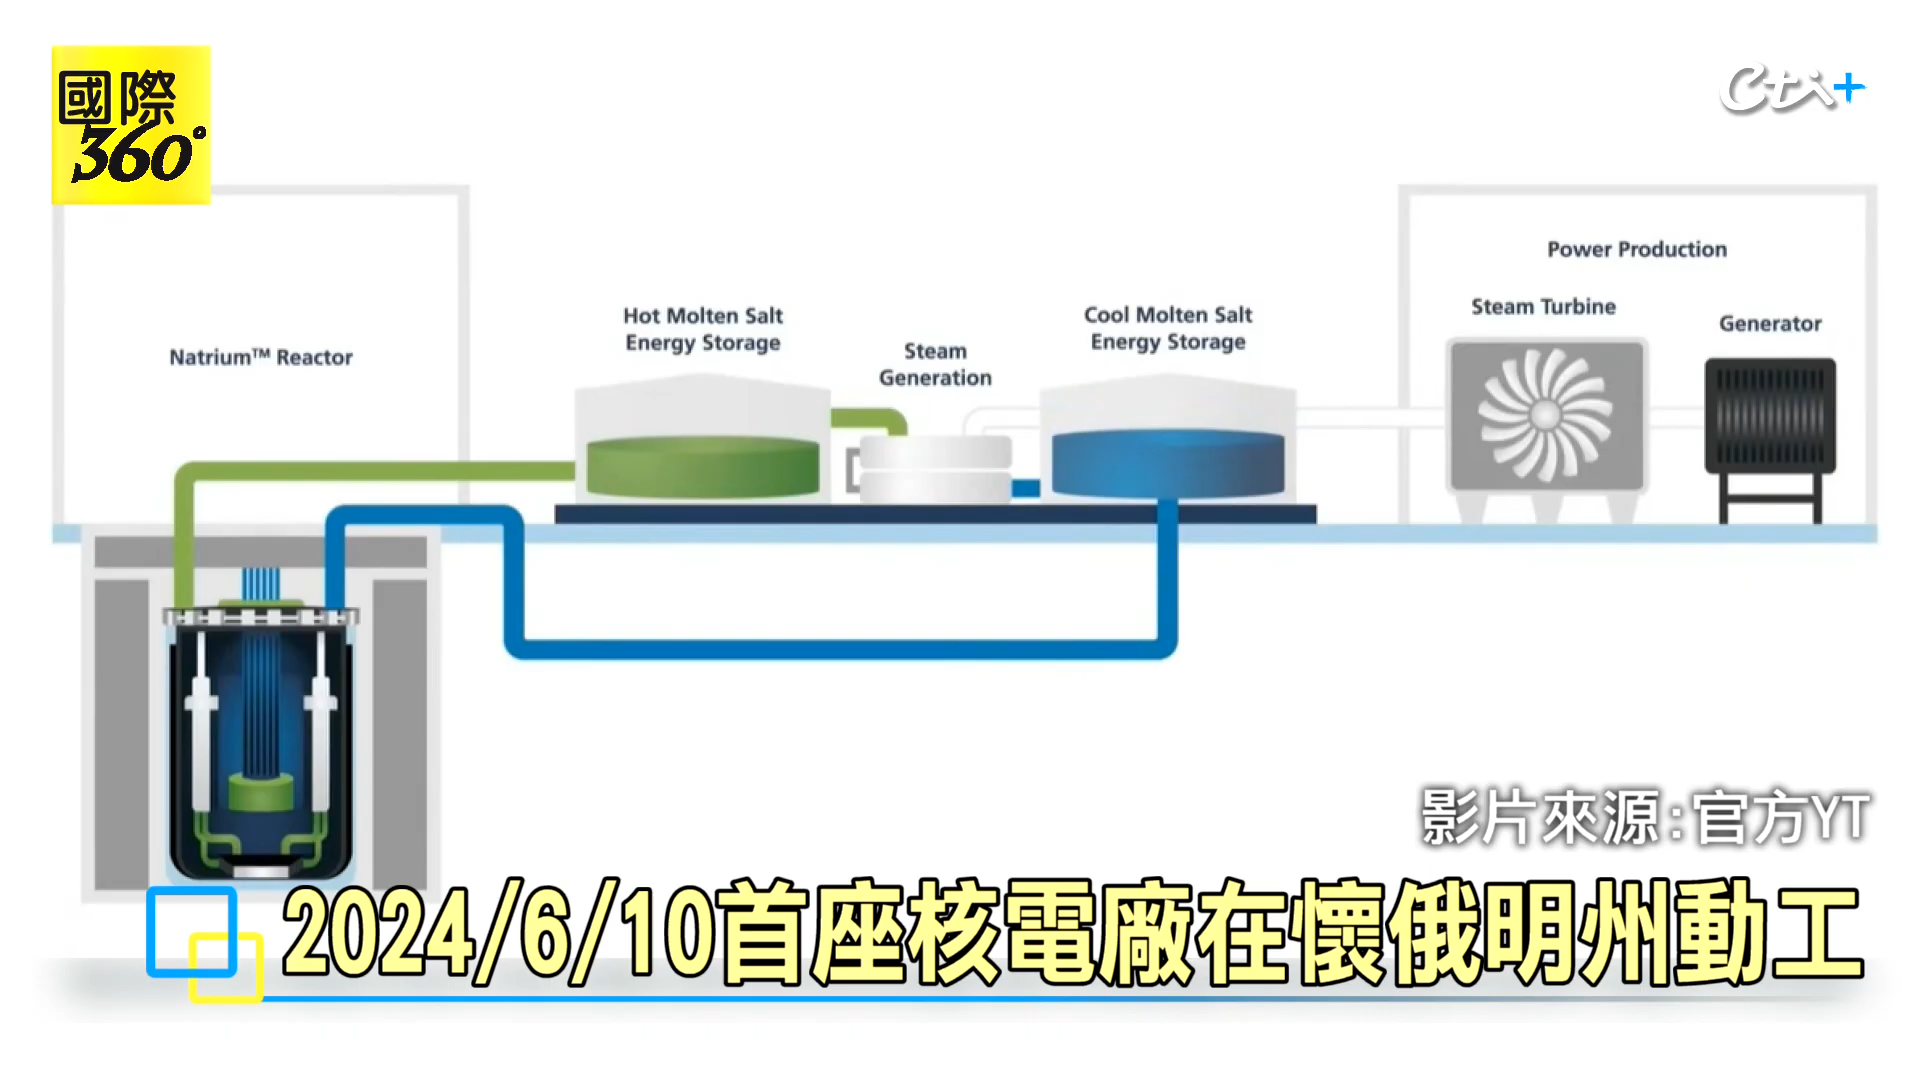 國際
360°
cti+
Power Production
Steam Turbine
Generator
Hot Molten Salt
Energy Storage
Cool Molten Salt
Energy Storage
Steam
Generation
Natrium™ Reactor
影片來源:官方YT
2024/6/10首座核電廠在懷俄明州動工